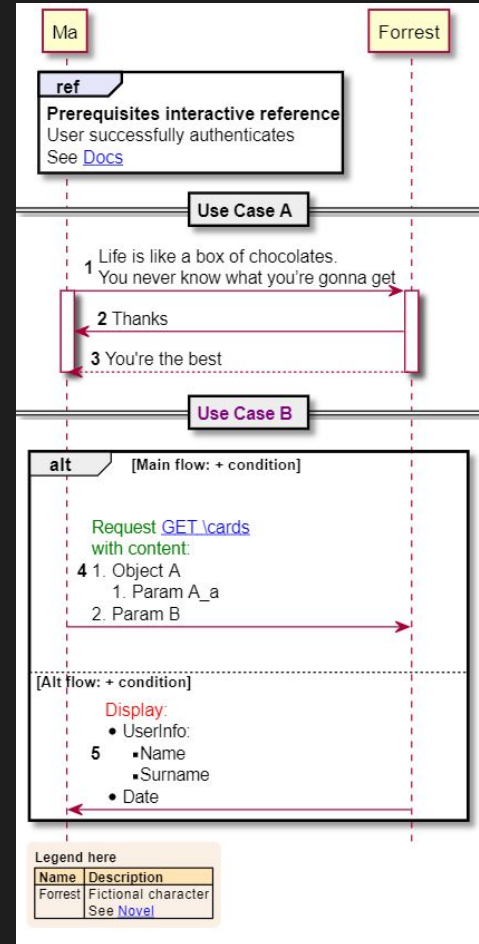 Ma
Forrest
ref
Prerequisites interactive reference
User successfully authenticates
See Docs
Use Case A
1 Life is like a box of chocolates.
You never know what you're gonna get
2 Thanks
3 You're the best
Use Case B
alt [Main flow: + condition]
Request GET \cards
with content:
4 1. Object A
1. Param A_a
2. Param B
[Alt flow: + condition]
Display:
• UserInfo:
5 ▪Name
▪Surname
• Date
Legend here
Name Description
Forrest Fictional character
See Novel